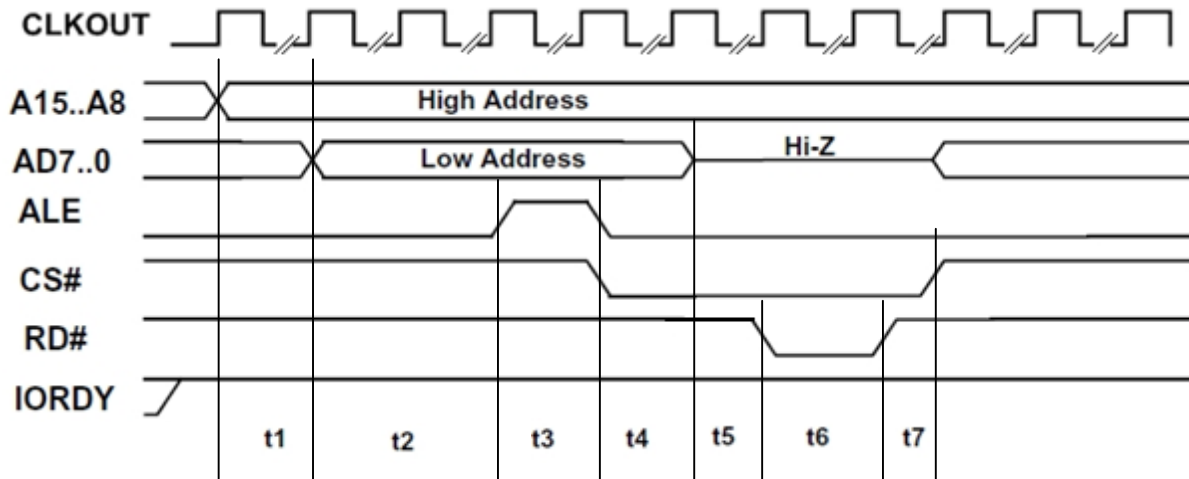 CLKOUT
A15..A8
High Address
AD7..0
Low Address
Hi-Z
ALE
CS#
RD#
IORDY
t1
t2
t3
t4
t5
t6
t7